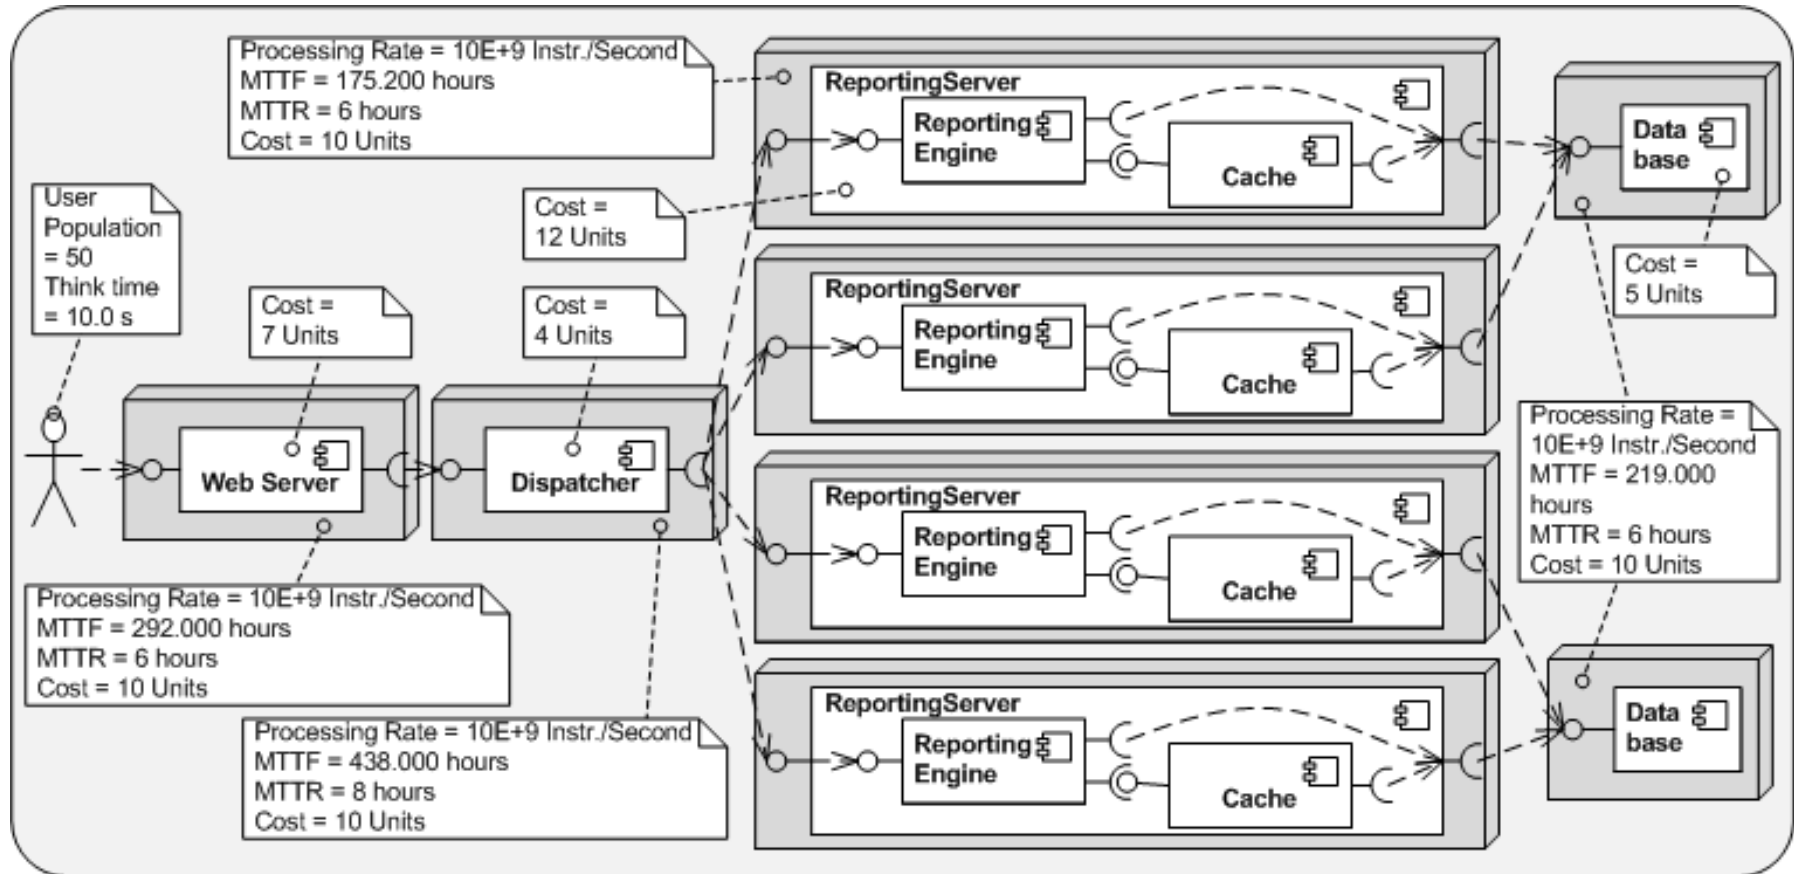 Processing Rate = 10E+9 Instr./Second
MTTF = 175.200 hours
MTTR = 6 hours
Cost = 10 Units
User
Population
= 50
Think time
= 10.0 s
Cost =
12 Units
Cost =
7 Units
Cost =
4 Units
Web Server
Dispatcher
Processing Rate = 10E+9 Instr./Second
MTTF = 292.000 hours
MTTR = 6 hours
Cost = 10 Units
Processing Rate = 10E+9 Instr./Second
MTTF = 438.000 hours
MTTR = 8 hours
Cost = 10 Units
ReportingServer
Reporting
Engine
Cache
ReportingServer
Reporting
Engine
Cache
ReportingServer
Reporting
Engine
Cache
ReportingServer
Reporting
Engine
Cache
Data
base
Cost =
5 Units
Processing Rate =
10E+9 Instr./Second
MTTF = 219.000
hours
MTTR = 6 hours
Cost = 10 Units
Data
base